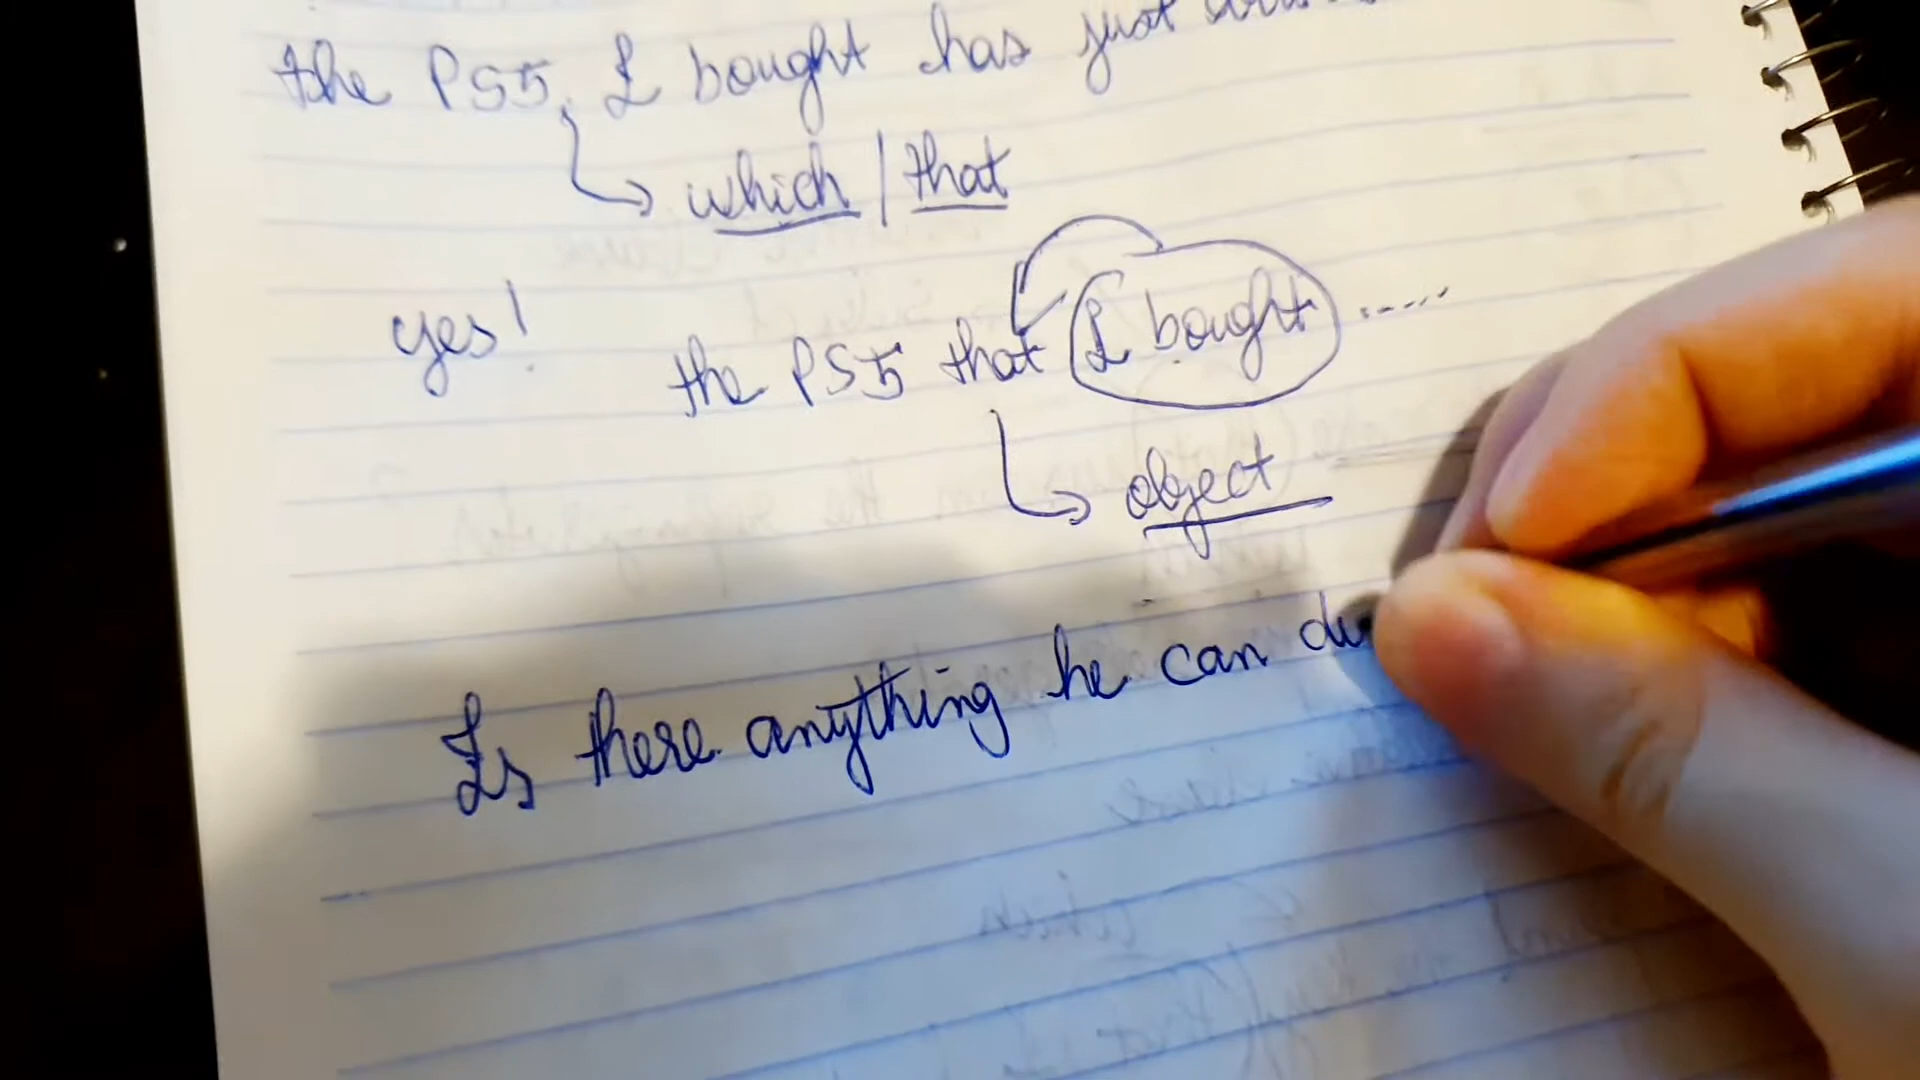 the PS5, I bought has just
which / that
yes!
the PS5 that I bought .....
object
Is there anything he can